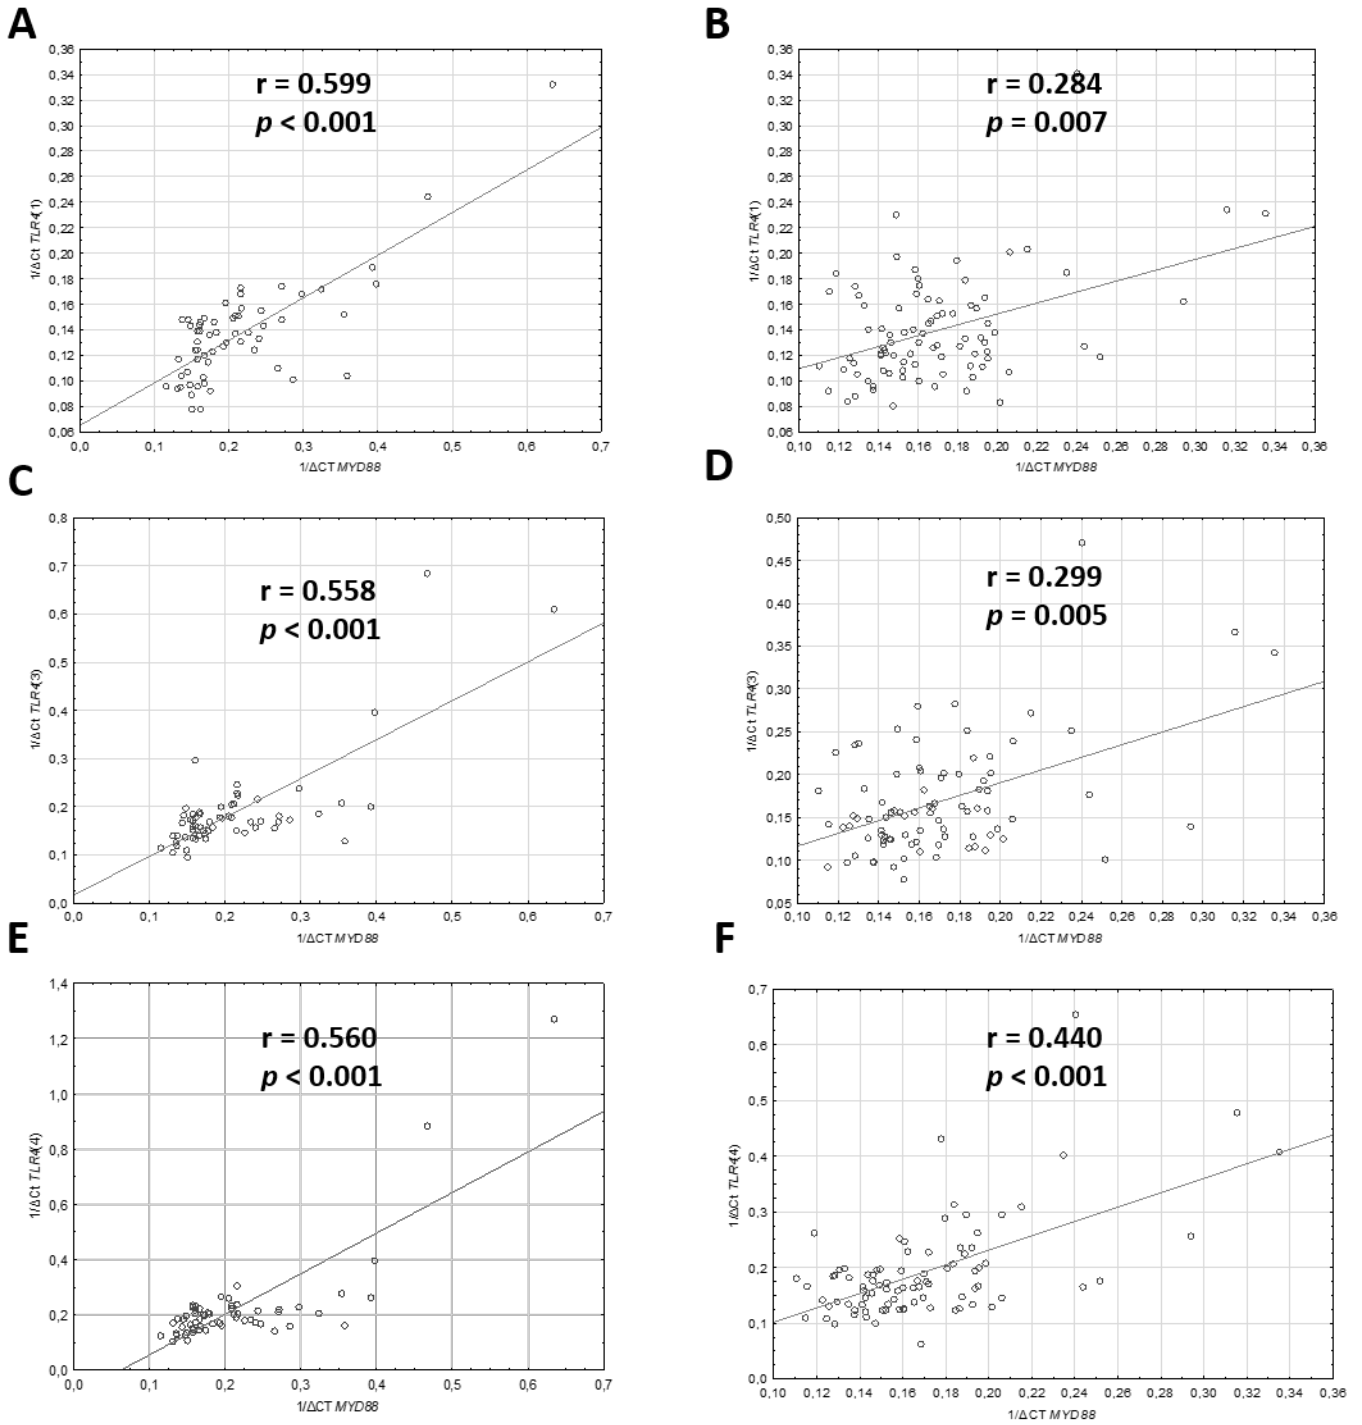 A
0,36
0,34
0,32
0,30
0,28
0,26
0,24
0,22
0,20
0,18
0,16
0,14
0,12
0,10
0,08
0,06
1/ΔCt TLR4(1)
r = 0.599
p < 0.001
0,0 0,1 0,2 0,3 0,4 0,5 0,6 0,7
1/ΔCT MYD88
B
0,36
0,34
0,32
0,30
0,28
0,26
0,24
0,22
0,20
0,18
0,16
0,14
0,12
0,10
0,08
0,06
1/ΔCt TLR4(1)
r = 0.284
p = 0.007
0,10 0,12 0,14 0,16 0,18 0,20 0,22 0,24 0,26 0,28 0,30 0,32 0,34 0,36
1/ΔCT MYD88
C
0,8
0,7
0,6
0,5
0,4
0,3
0,2
0,1
0,0
1/ΔCt TLR4(3)
r = 0.558
p < 0.001
0,0 0,1 0,2 0,3 0,4 0,5 0,6 0,7
1/ΔCT MYD88
D
0,50
0,45
0,40
0,35
0,30
0,25
0,20
0,15
0,10
0,05
1/ΔCt TLR4(3)
r = 0.299
p = 0.005
0,10 0,12 0,14 0,16 0,18 0,20 0,22 0,24 0,26 0,28 0,30 0,32 0,34 0,36
1/ΔCT MYD88
E
1,4
1,2
1,0
0,8
0,6
0,4
0,2
0,0
1/ΔCt TLR4(4)
r = 0.560
p < 0.001
0,0 0,1 0,2 0,3 0,4 0,5 0,6 0,7
1/ΔCT MYD88
F
0,7
0,6
0,5
0,4
0,3
0,2
0,1
0,0
1/ΔCt TLR4(4)
r = 0.440
p < 0.001
0,10 0,12 0,14 0,16 0,18 0,20 0,22 0,24 0,26 0,28 0,30 0,32 0,34 0,36
1/ΔCT MYD88